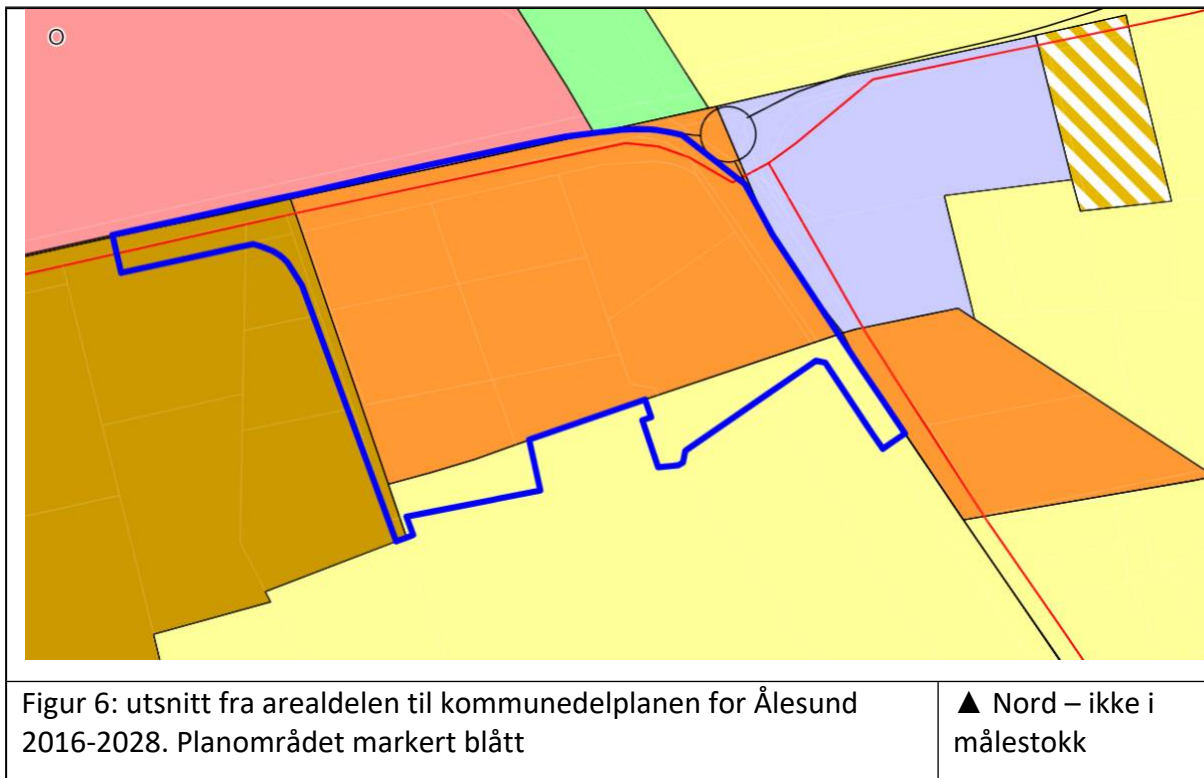 O
Figur 6: utsnitt fra arealdelen til kommunedelplanen for Ålesund
2016-2028. Planområdet markert blått
▲ Nord – ikke i
målestokk